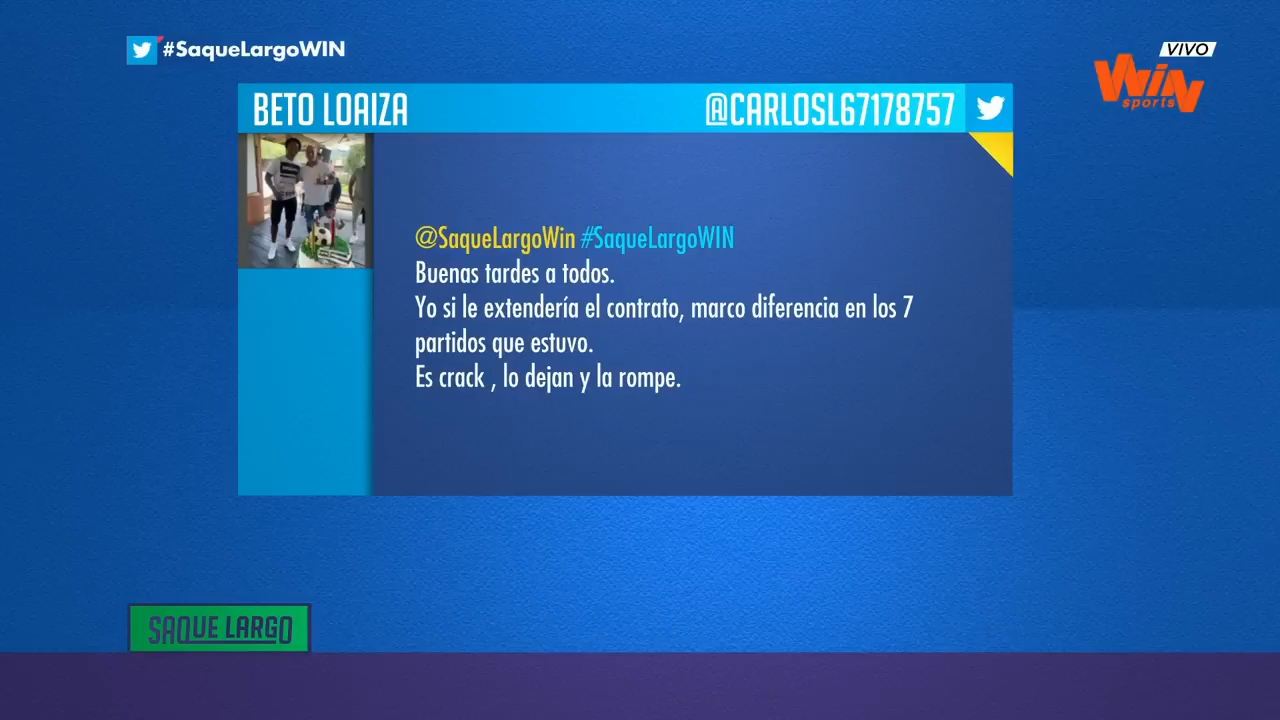 #SaqueLargoWIN
VIVO
WIN
sports
BETO LOAIZA
@CARLOSL67178757
@SaqueLargoWin #SaqueLargoWIN
Buenas tardes a todos.
Yo si le extendería el contrato, marco diferencia en los 7
partidos que estuvo.
Es crack , lo dejan y la rompe.
SAQUE LARGO